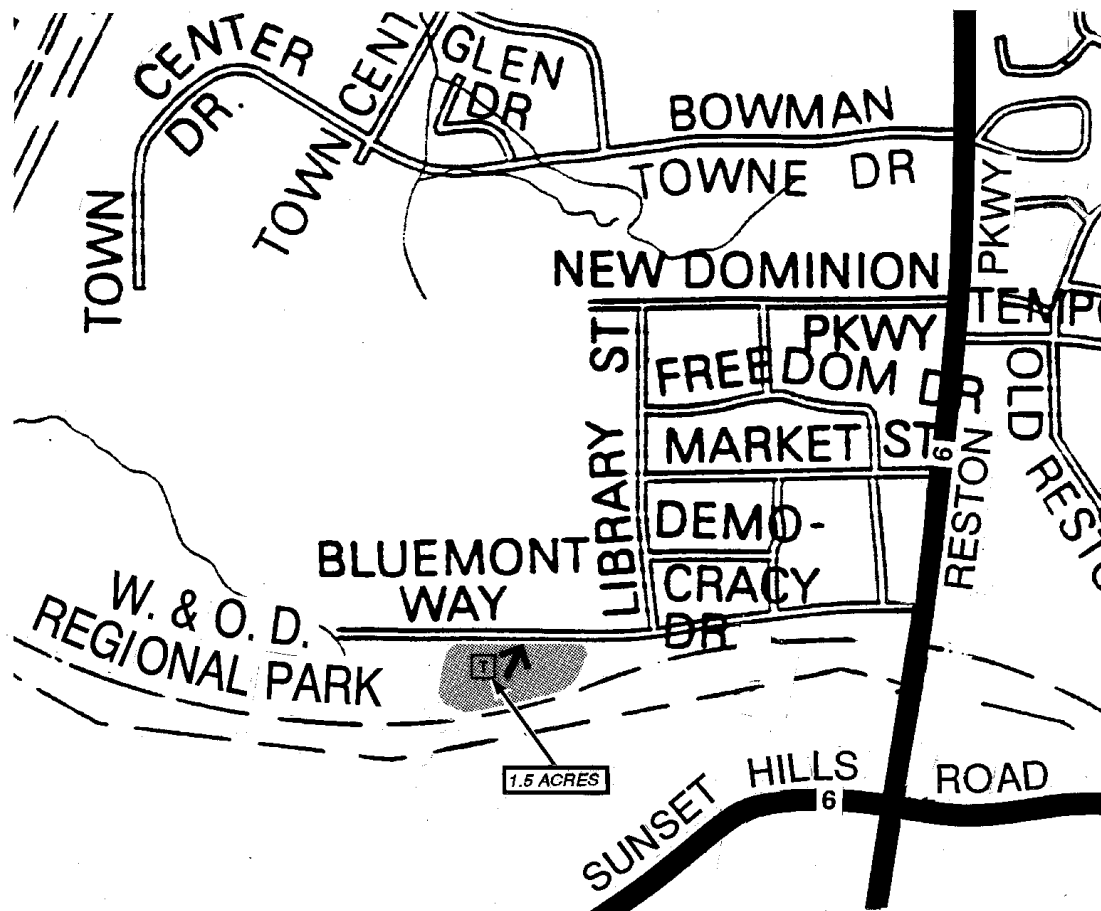 CENTER
DR.
TOWN
TOWN CENT
GLEN
DR
BOWMAN
TOWNE DR
PKWY
NEW DOMINION
PKWY
TEMPO
FREEDOM DR
LIBRARY ST
MARKET ST
6
RESTON
OLD RESTO
DEMO-
CRACY
DR
BLUEMONT
WAY
W. & O. D.
REGIONAL PARK
T
1.5 ACRES
SUNSET HILLS ROAD
6